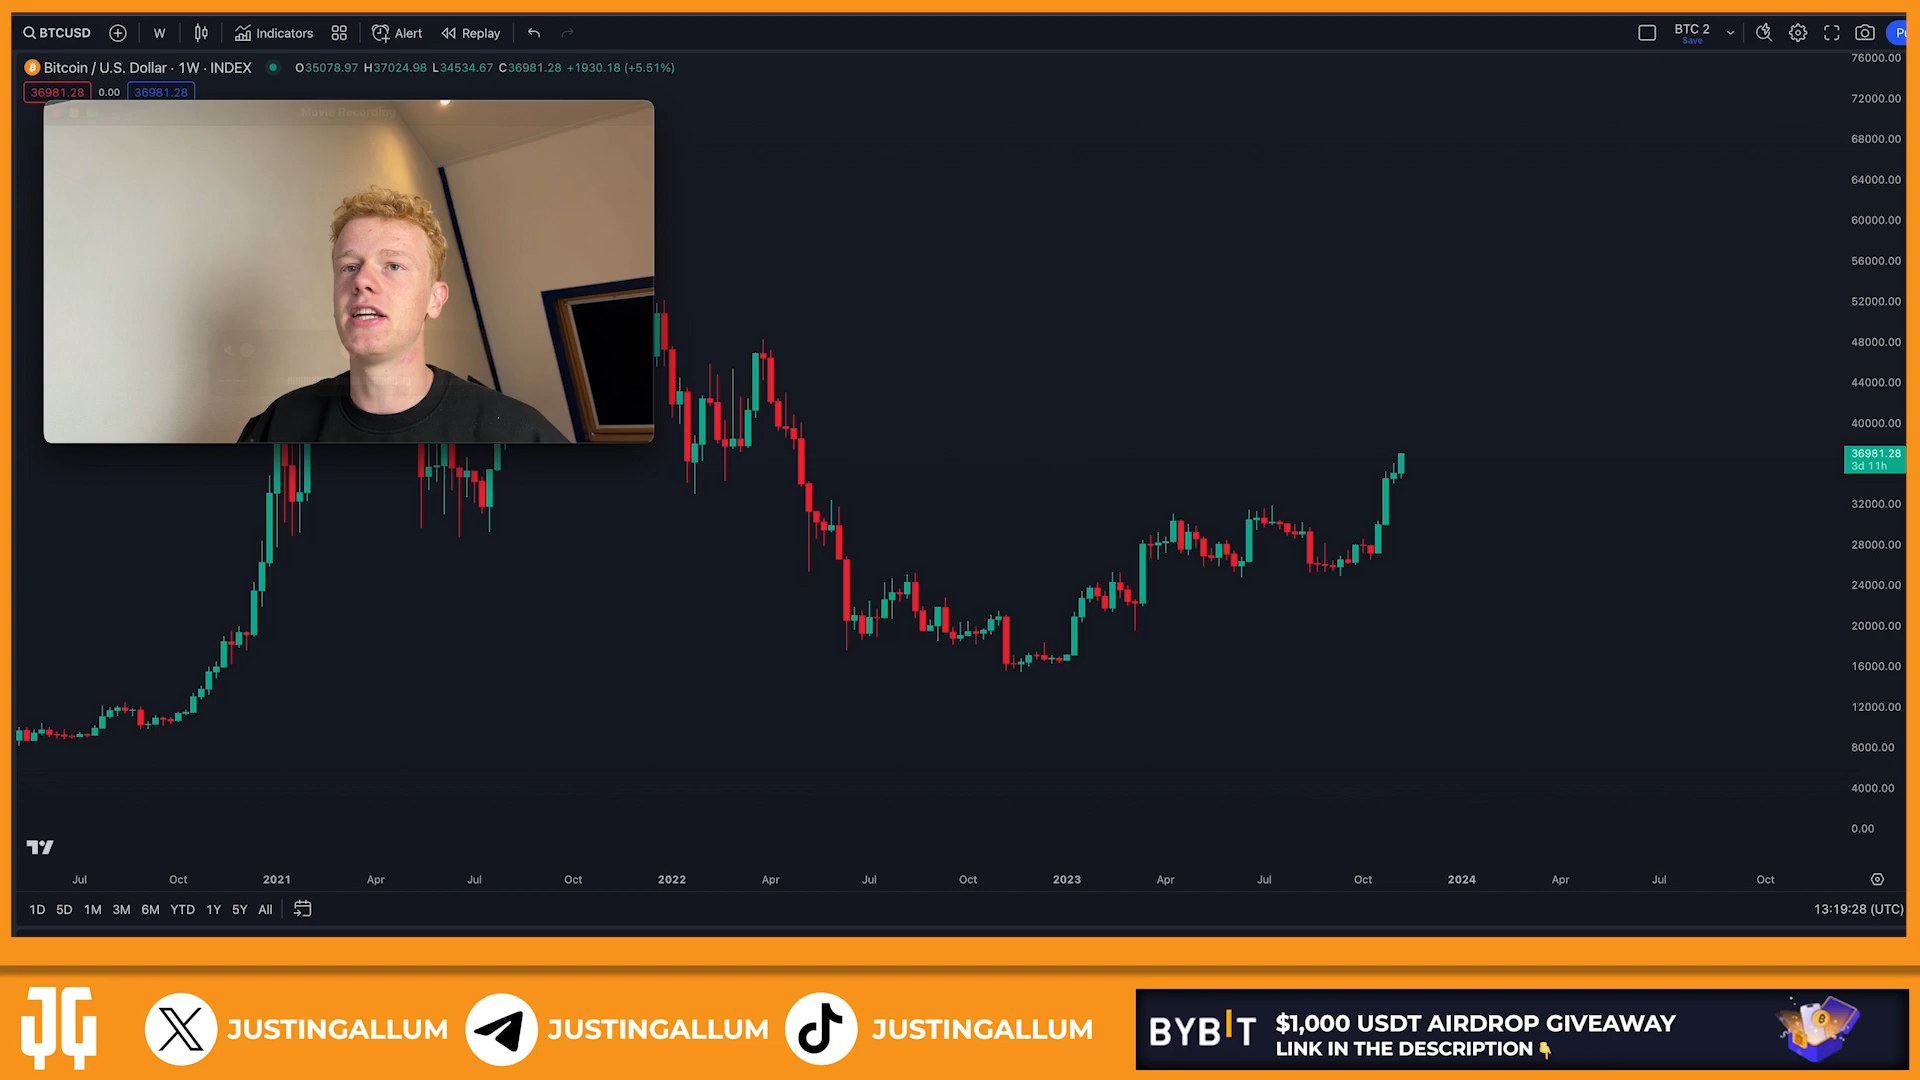 BTCUSD
W
Indicators
Alert
Replay
BTC 2
Save
Bitcoin / U.S. Dollar · 1W · INDEX
O35078.97 H37024.98 L34534.67 C36981.28 +1930.18 (+5.51%)
36981.28 0.00 36981.28
Movie Recording
76000.00
72000.00
68000.00
64000.00
60000.00
56000.00
52000.00
48000.00
44000.00
40000.00
36981.28
3d 11h
32000.00
28000.00
24000.00
20000.00
16000.00
12000.00
8000.00
4000.00
0.00
Jul Oct 2021 Apr Jul Oct 2022 Apr Jul Oct 2023 Apr Jul Oct 2024 Apr Jul Oct
1D 5D 1M 3M 6M YTD 1Y 5Y All
13:19:28 (UTC)
JG
JUSTINGALLUM
JUSTINGALLUM
JUSTINGALLUM
BYBIT
$1,000 USDT AIRDROP GIVEAWAY
LINK IN THE DESCRIPTION